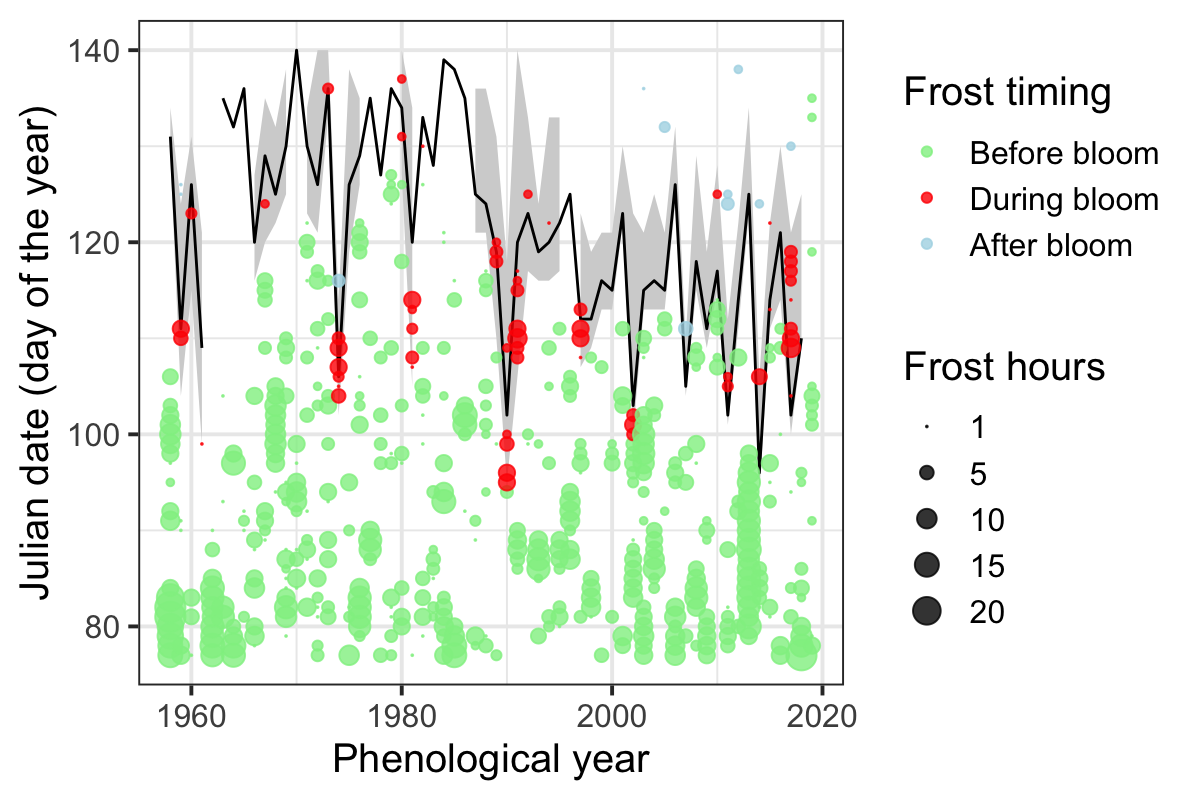 Julian date (day of the year)
140
120
100
80
1960
1980
2000
2020
Phenological year
Frost timing
Before bloom
During bloom
After bloom
Frost hours
1
5
10
15
20